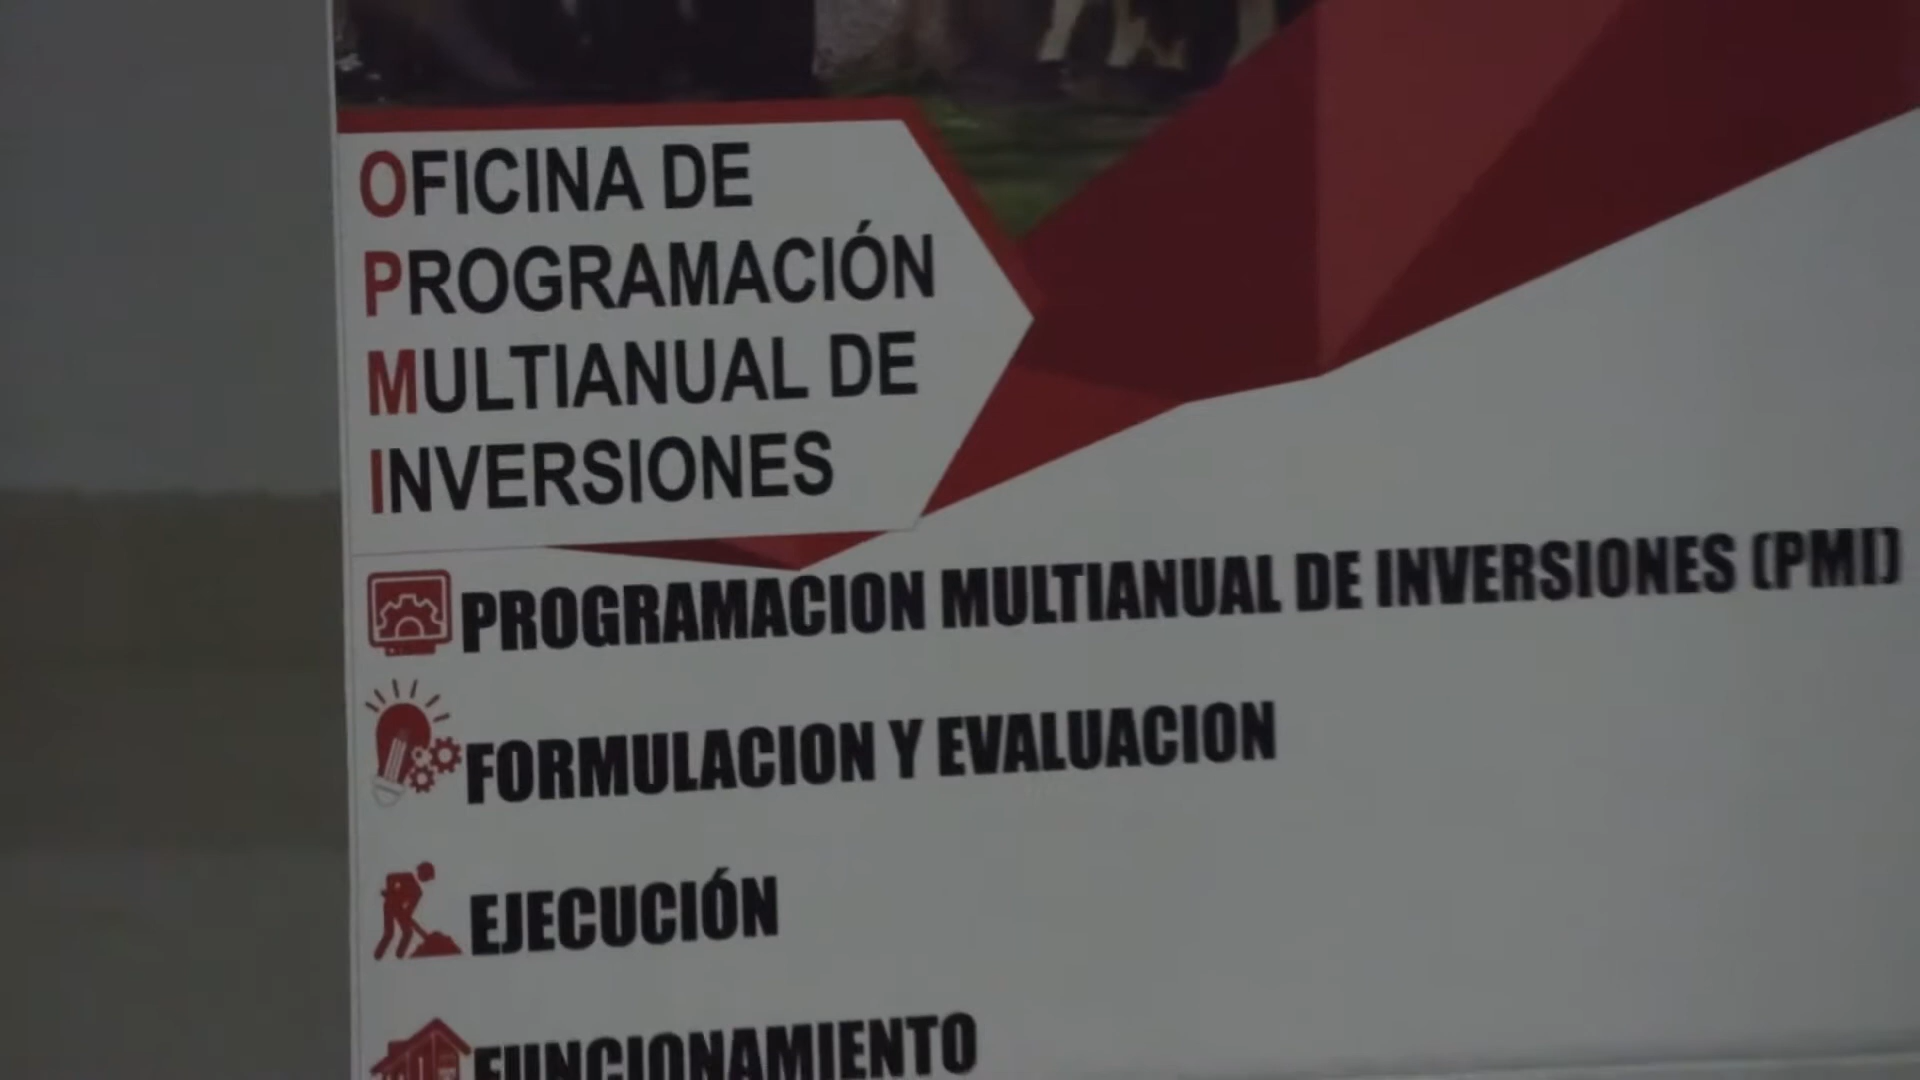 OFICINA DE
PROGRAMACIÓN
MULTIANUAL DE
INVERSIONES
PROGRAMACION MULTIANUAL DE INVERSIONES (PMI)
FORMULACION Y EVALUACION
EJECUCIÓN
FUNCIONAMIENTO